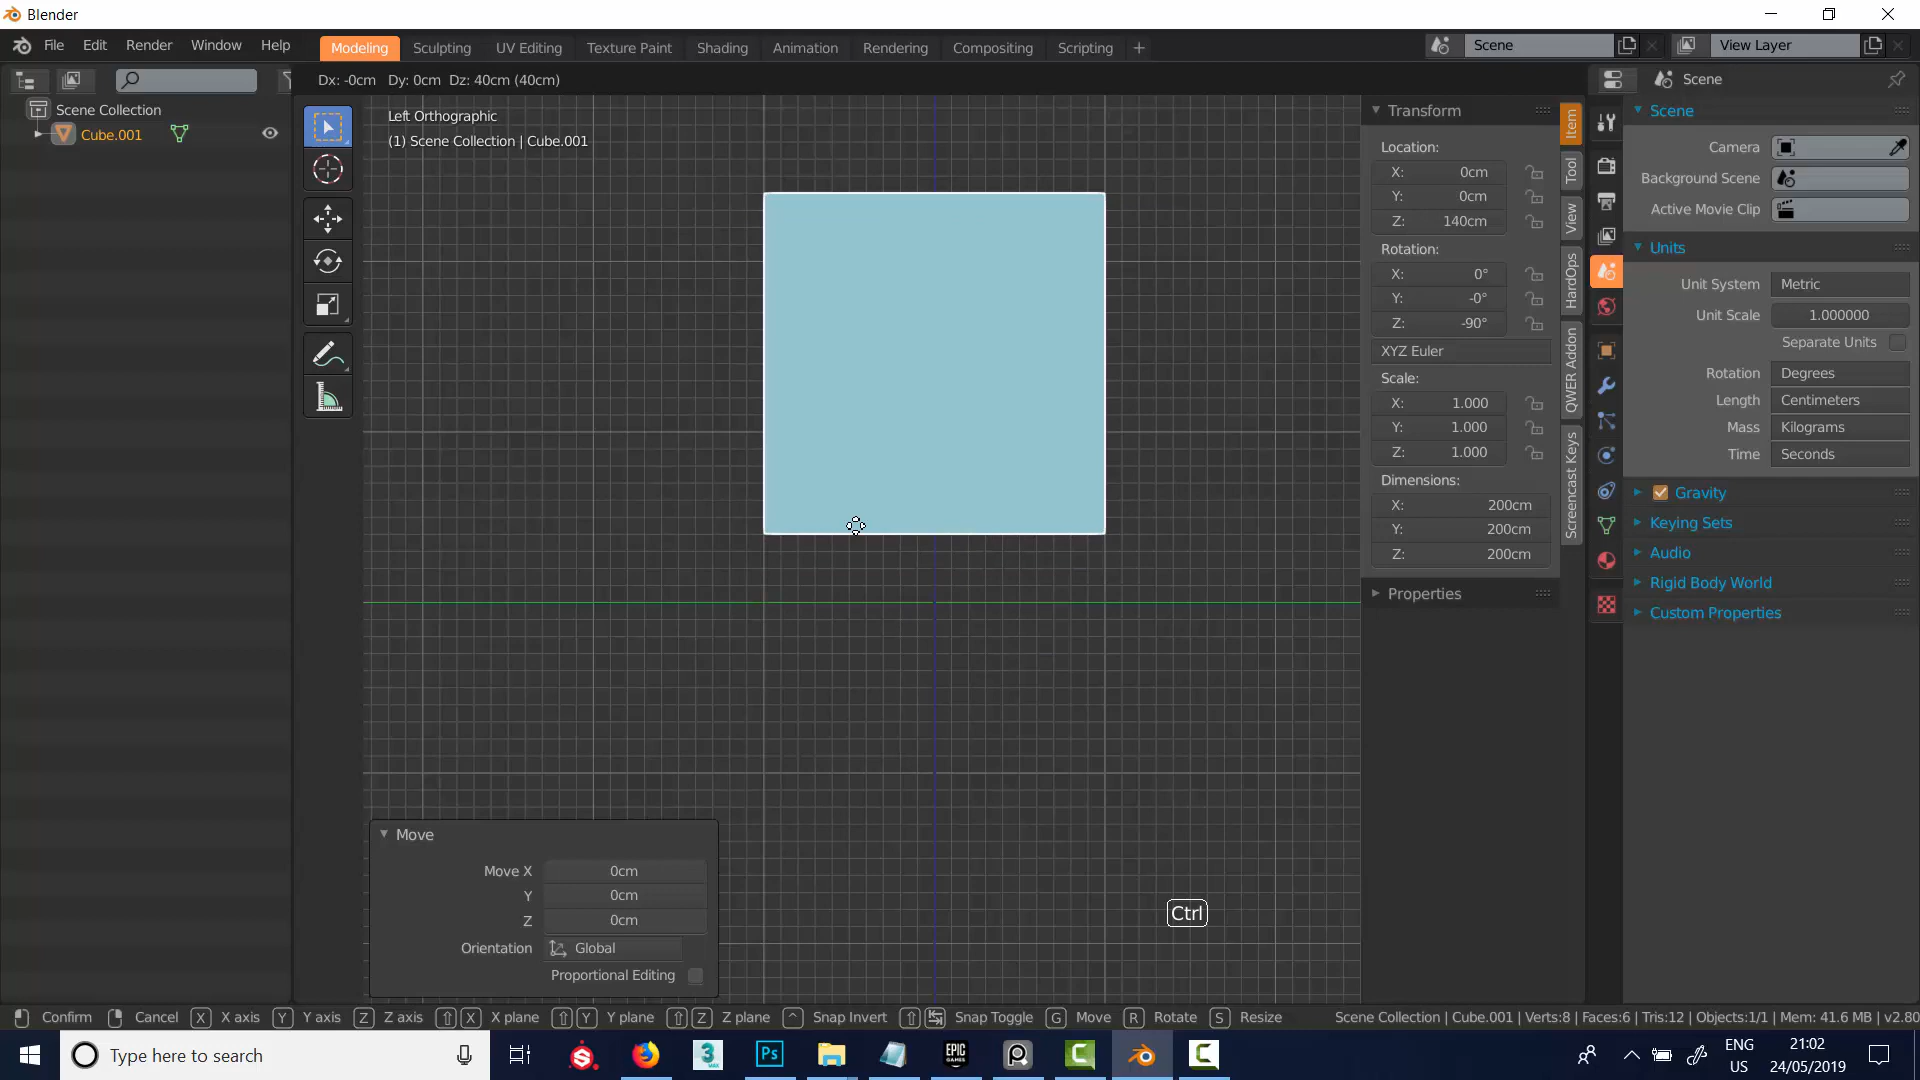 Blender
File Edit Render Window Help
Modeling Sculpting UV Editing Texture Paint Shading Animation Rendering Compositing Scripting +
Scene
View Layer
Dx: -0cm Dy: 0cm Dz: 40cm (40cm)
Scene Collection
Cube.001
Left Orthographic
(1) Scene Collection | Cube.001
Transform
Location:
X: 0cm
Y: 0cm
Z: 140cm
Rotation:
X: 0°
Y: -0°
Z: -90°
XYZ Euler
Scale:
X: 1.000
Y: 1.000
Z: 1.000
Dimensions:
X: 200cm
Y: 200cm
Z: 200cm
Properties
Item
Tool
View
HardOps
QWER Addon
Screencast Keys
Scene
Scene
Camera
Background Scene
Active Movie Clip
Units
Unit System Metric
Unit Scale 1.000000
Separate Units
Rotation Degrees
Length Centimeters
Mass Kilograms
Time Seconds
Gravity
Keying Sets
Audio
Rigid Body World
Custom Properties
Move
Move X 0cm
Y 0cm
Z 0cm
Orientation Global
Proportional Editing
Ctrl
Confirm Cancel X X axis Y Y axis Z Z axis X X plane Y Y plane Z Z plane ^ Snap Invert Snap Toggle G Move R Rotate S Resize
Scene Collection | Cube.001 | Verts:8 | Faces:6 | Tris:12 | Objects:1/1 | Mem: 41.6 MB | v2.80
Type here to search
3
MAX
Ps
EPIC
GAMES
ENG
US
21:02
24/05/2019